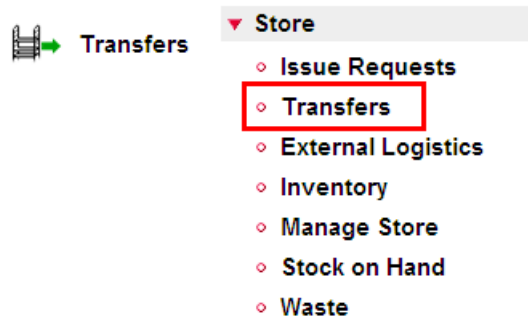 Transfers
Store
Issue Requests
Transfers
External Logistics
Inventory
Manage Store
Stock on Hand
Waste